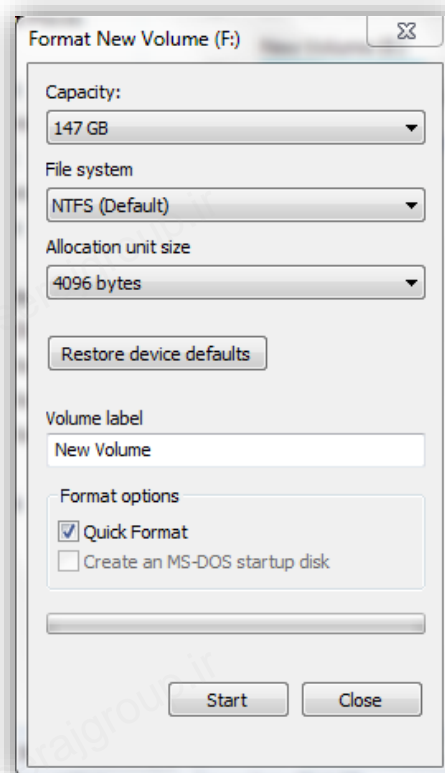 Format New Volume (F:)
Capacity:
147 GB
File system
NTFS (Default)
Allocation unit size
4096 bytes
Restore device defaults
Volume label
New Volume
Format options
Quick Format
Create an MS-DOS startup disk
Start
Close